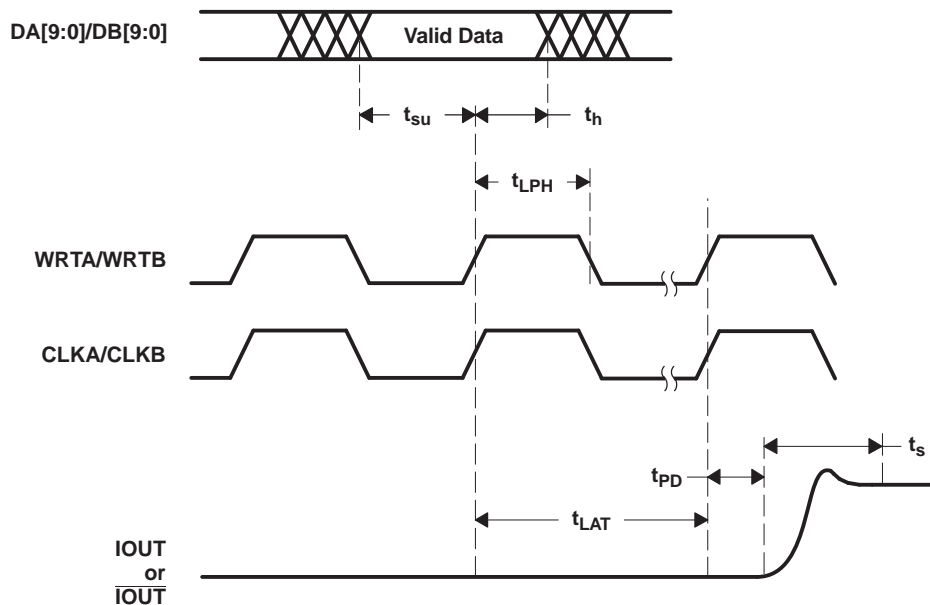 DA[9:0]/DB[9:0]
Valid Data
tsu
th
tLPH
WRTA/WRTB
CLKA/CLKB
ts
tPD
tLAT
IOUT
or
I̅O̅U̅T̅